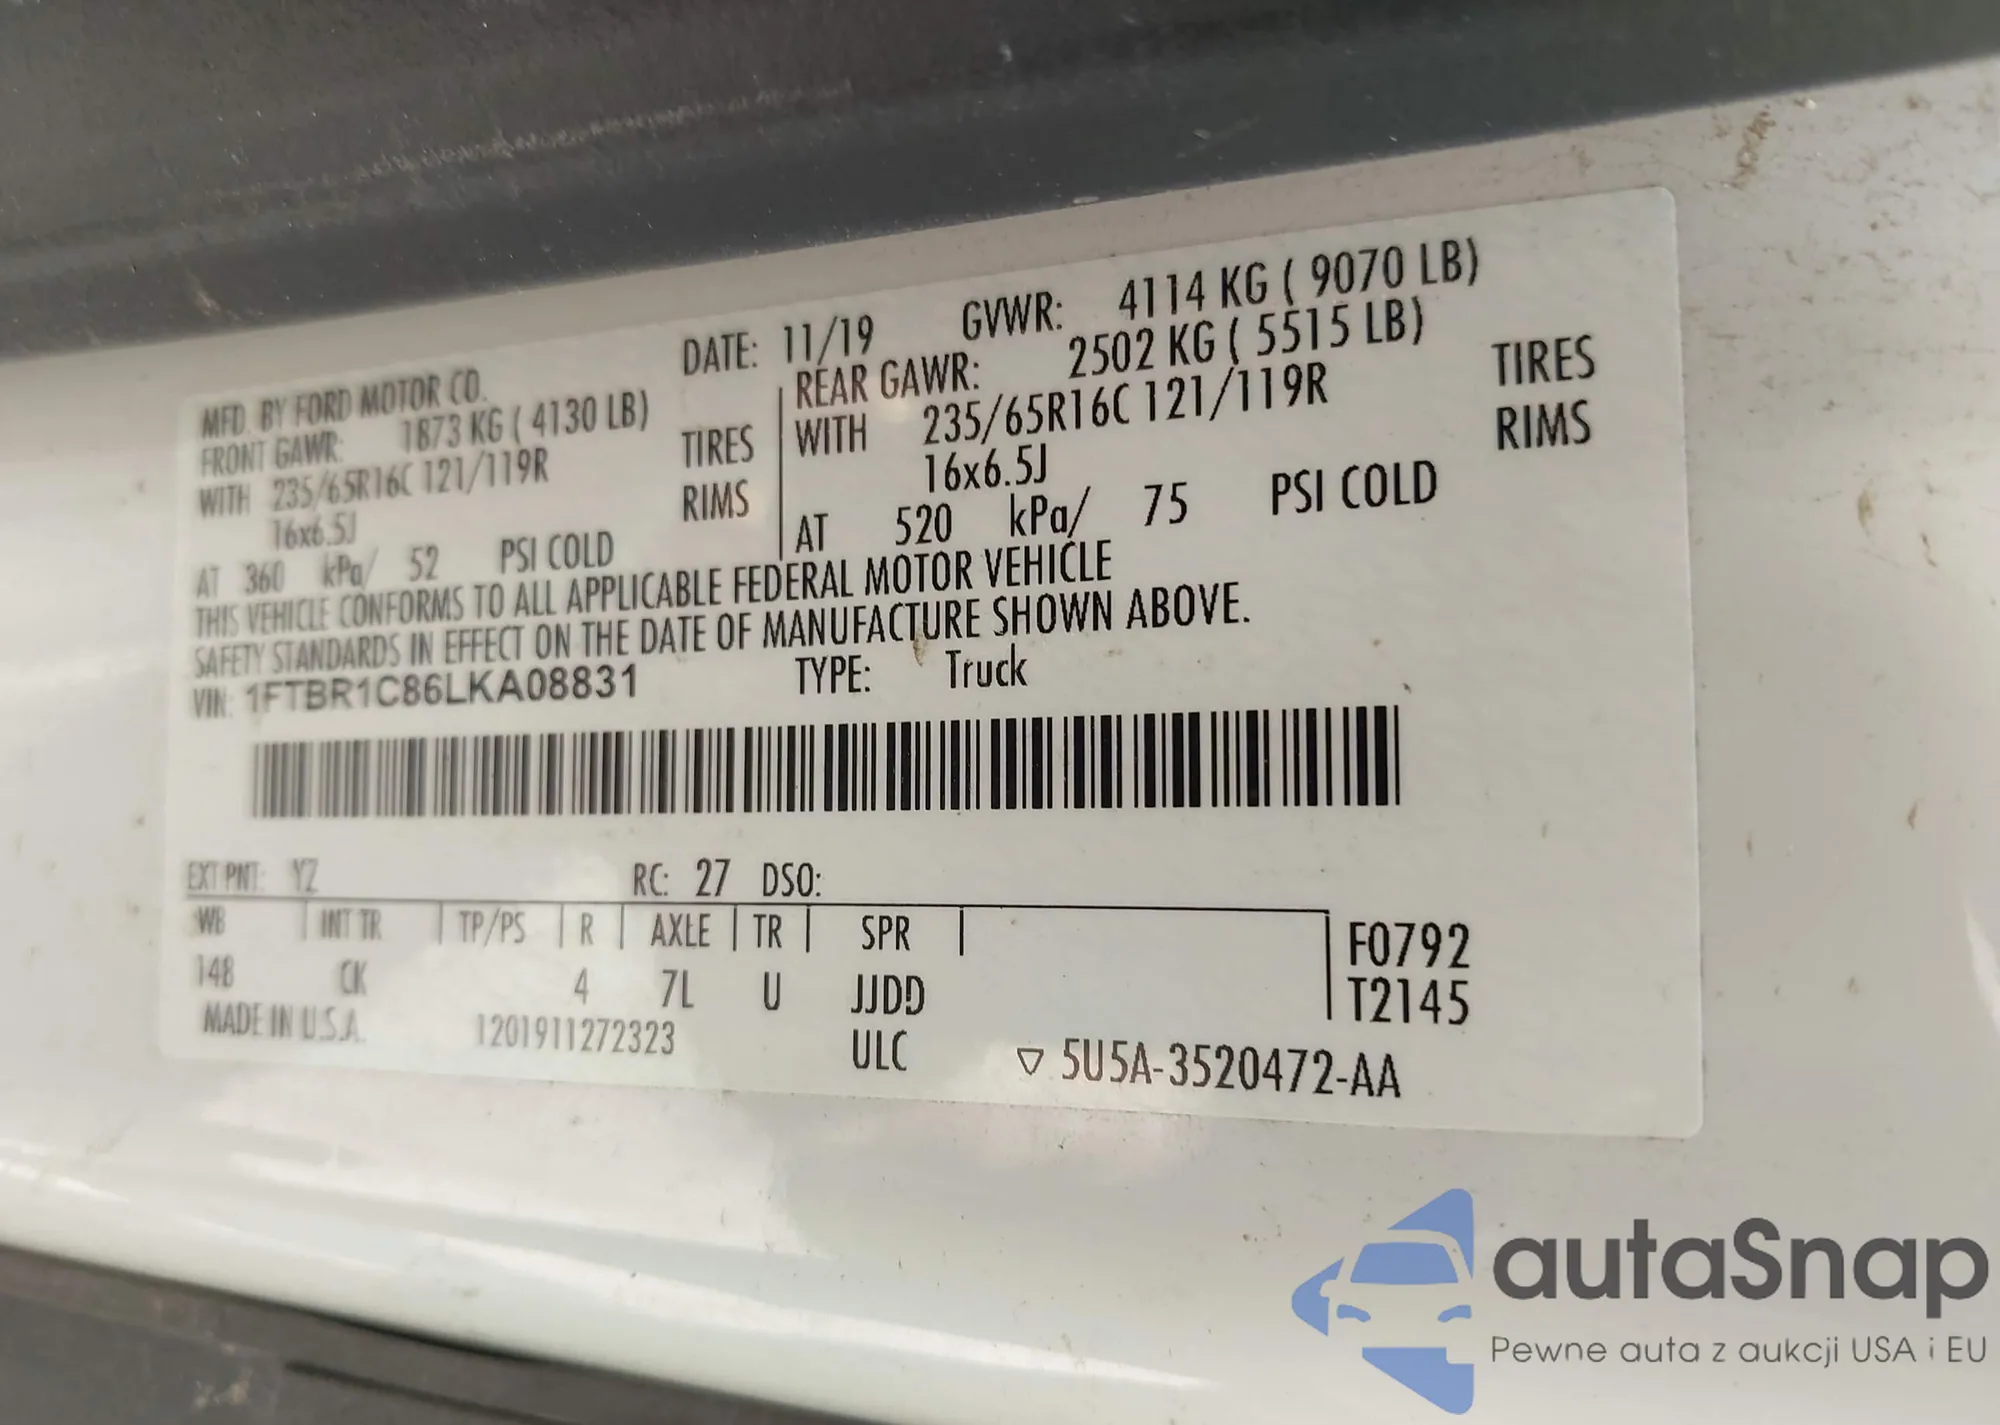 MFD. BY FORD MOTOR CO. DATE: 11/19 GVWR: 4114 KG ( 9070 LB)
FRONT GAWR: 1873 KG ( 4130 LB) REAR GAWR: 2502 KG ( 5515 LB)
WITH 235/65R16C 121/119R TIRES WITH 235/65R16C 121/119R TIRES
16x6.5J RIMS 16x6.5J RIMS
AT 360 kPa/ 52 PSI COLD AT 520 kPa/ 75 PSI COLD
THIS VEHICLE CONFORMS TO ALL APPLICABLE FEDERAL MOTOR VEHICLE
SAFETY STANDARDS IN EFFECT ON THE DATE OF MANUFACTURE SHOWN ABOVE.
VIN: 1FTBR1C86LKA08831 TYPE: Truck
EXT PNT: YZ RC: 27 DSO:
WB INT TR TP/PS R AXLE TR SPR F0792
148 CK 4 7L U JJDD T2145
MADE IN U.S.A. 1201911272323 ULC ▽ 5U5A-3520472-AA
autaSnap
Pewne auta z aukcji USA i EU